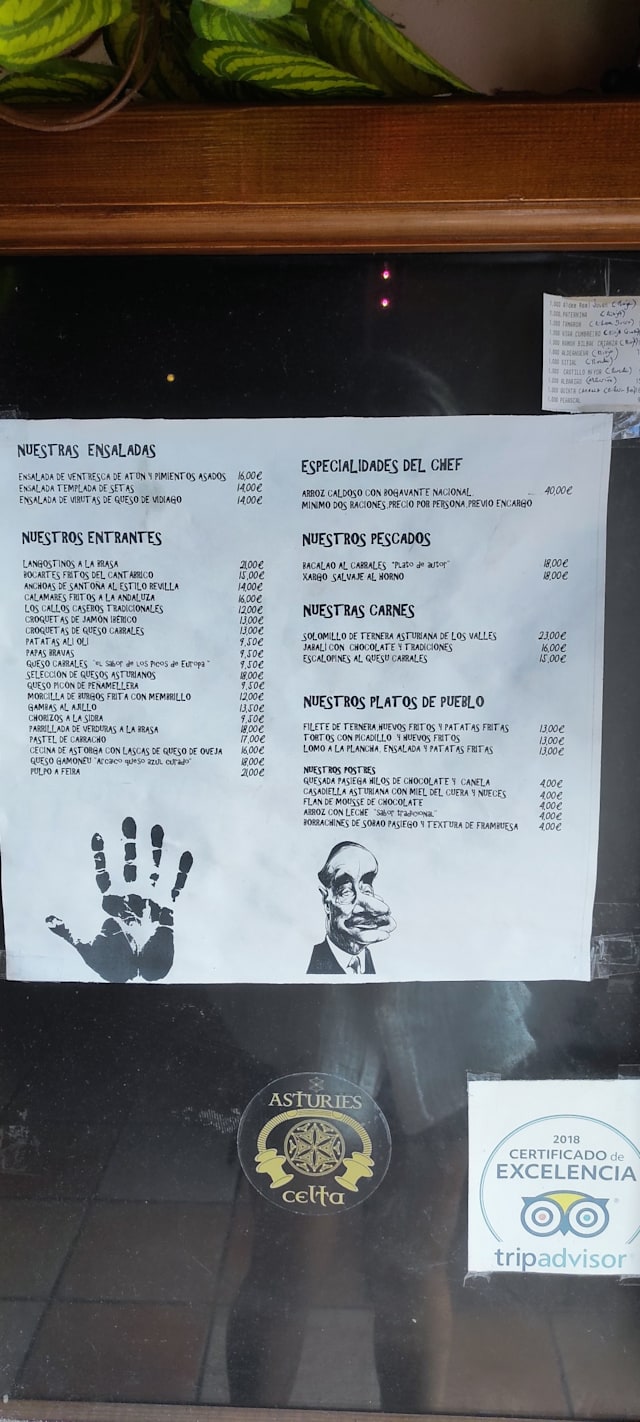 NUESTRAS ENSALADAS
ENSALADA DE VENTRESCA DE ATUN Y PIMIENTOS ASADOS 16,00€
ENSALADA TEMPLADA DE SETAS 14,00€
ENSALADA DE VIRUTAS DE QUESO DE VIDIAGO 14,00€
NUESTROS ENTRANTES
LANGOSTINOS A LA BRASA 21,00€
BOCARTES FRITOS DEL CANTABRICO 15,00€
ANCHOAS DE SANTOÑA AL ESTILO REVILLA 14,00€
CALAMARES FRITOS A LA ANDALUZA 16,00€
LOS CALLOS CASEROS TRADICIONALES 12,00€
CROQUETAS DE JAMÓN IBÉRICO 13,00€
CROQUETAS DE QUESO CABRALES 13,00€
PATATAS ALI OLI 9,50€
PAPAS BRAVAS 9,50€
QUESO CABRALES "EL Sabor de LOS PICOS de Europa" 9,50€
SELECCIÓN DE QUESOS ASTURIANOS 18,00€
QUESO PICON DE PEÑAMELLERA 9,50€
MORCILLA DE BURGOS FRITA CON MEMBRILLO 12,00€
GAMBAS AL AJILLO 13,50€
CHORIZOS A LA SIDRA 9,50€
PARRILLADA DE VERDURAS A LA BRASA 18,00€
PASTEL DE CABRACHO 17,00€
CECINA DE ASTORGA CON LASCAS DE QUESO DE OVEJA 16,00€
QUESO GAMONEU "Arcaico queso azul curado" 18,00€
PULPO A FEIRA 21,00€
ESPECIALIDADES DEL CHEF
ARROZ CALDOSO CON BOGAVANTE NACIONAL 40,00€
MINIMO DOS RACIONES,PRECIO POR PERSONA,PREVIO ENCARGO
NUESTROS PESCADOS
BACALAO AL CABRALES "Plato de autor" 18,00€
XARGO SALVAJE AL HORNO 18,00€
NUESTRAS CARNES
SOLOMILLO DE TERNERA ASTURIANA DE LOS VALLES 23,00€
JABALÍ CON CHOCOLATE Y TRADICIONES 16,00€
ESCALOPINES AL QUESU CABRALES 15,00€
NUESTROS PLATOS DE PUEBLO
FILETE DE TERNERA HUEVOS FRITOS Y PATATAS FRITAS 13,00€
TORTOS CON PICADILLO Y HUEVOS FRITOS 13,00€
LOMO A LA PLANCHA, ENSALADA Y PATATAS FRITAS 13,00€
NUESTROS POSTRES
QUESADA PASIEGA HILOS DE CHOCOLATE Y CANELA 4,00€
CASADIELLA ASTURIANA CON MIEL DEL CUERA Y NUECES 4,00€
FLAN DE MOUSSE DE CHOCOLATE 4,00€
ARROZ CON LECHE "Sabor tradicional" 4,00€
BORRACHINES DE SOBAO PASIEGO Y TEXTURA DE FRAMBUESA 4,00€
PATERNINA
ALBARIÑO
PEÑASCAL
ASTURIES
celta
2018
CERTIFICADO de
EXCELENCIA
tripadvisor